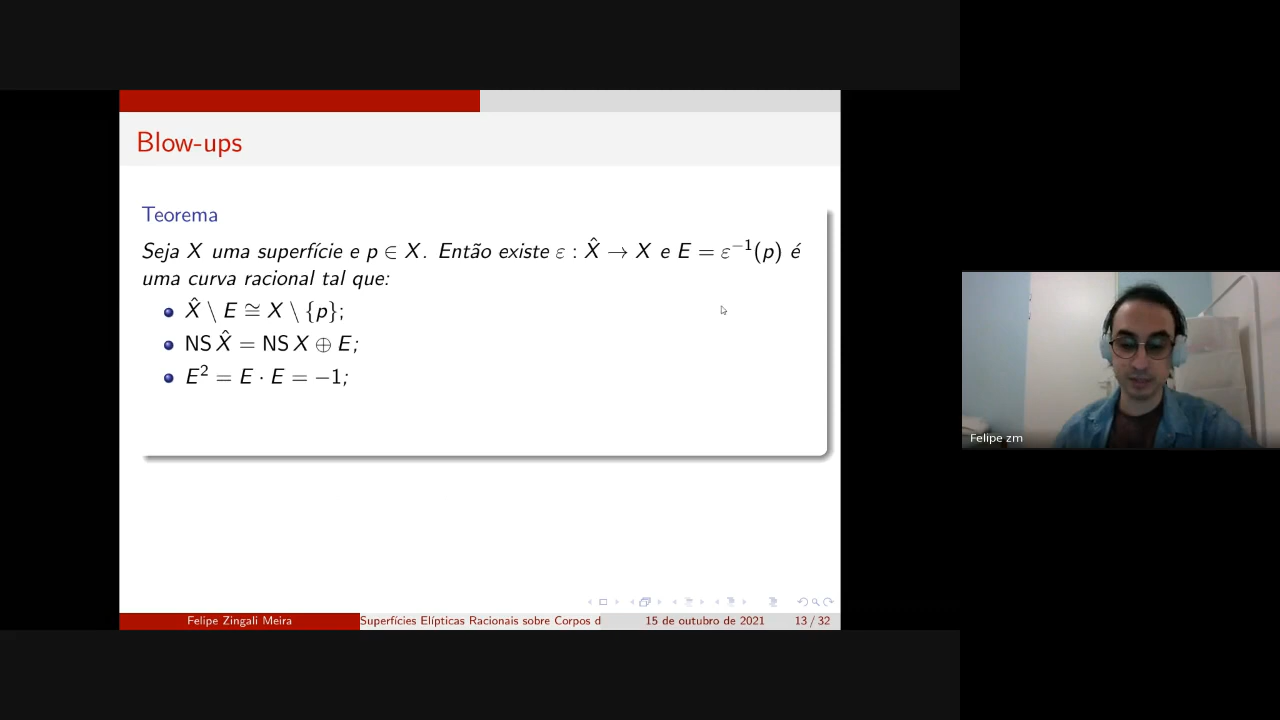 Blow-ups
Teorema
Seja X uma superfície e p ∈ X. Então existe ε : X̂ → X e E = ε⁻¹(p) é
uma curva racional tal que:
X̂ \ E ≅ X \ {p};
NS X̂ = NS X ⊕ E;
E² = E · E = −1;
Felipe zm
Felipe Zingali Meira
Superfícies Elípticas Racionais sobre Corpos d
15 de outubro de 2021
13 / 32